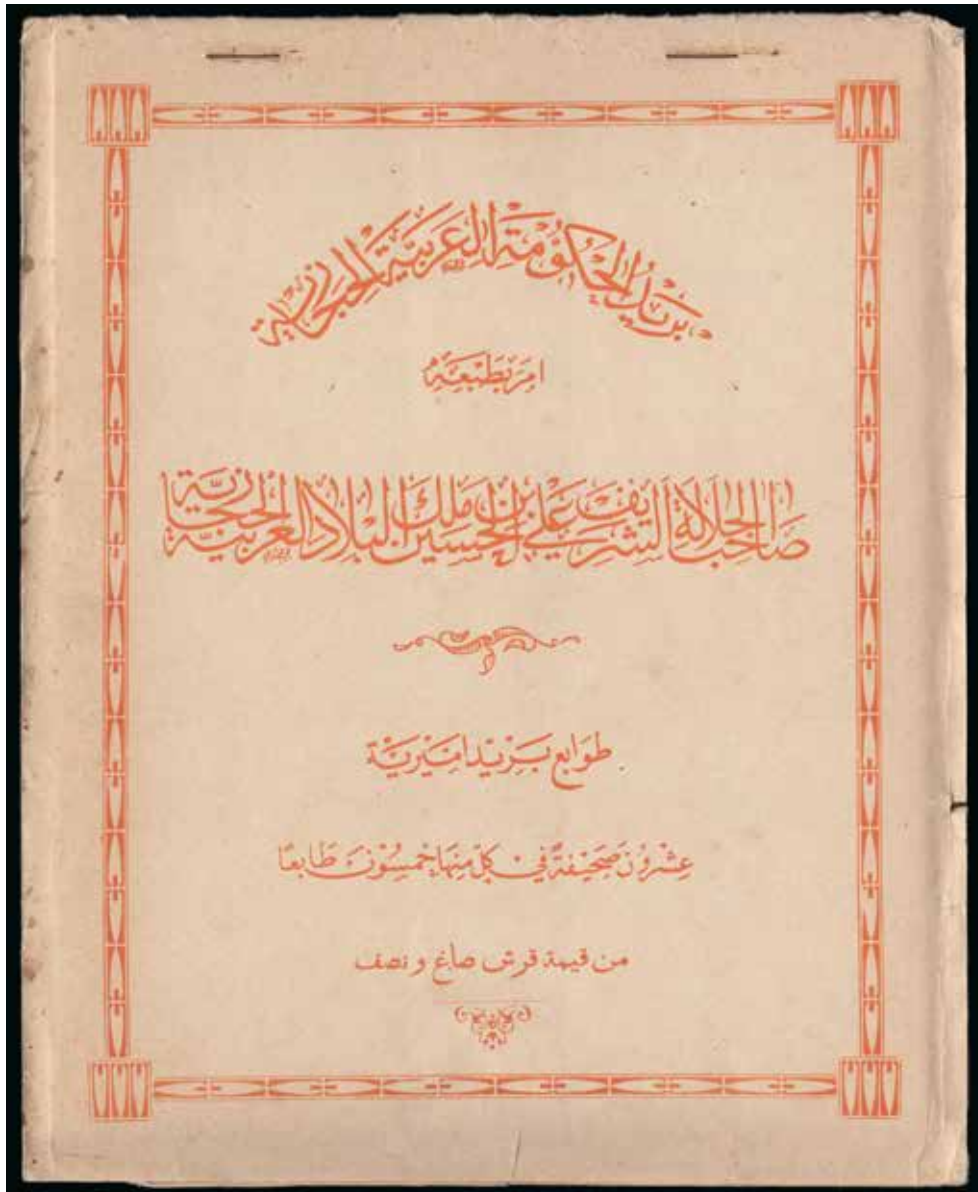 بريد الحكومة العربية الحجازية
امر بطبعه
صاحب الجلالة الشريف علي بن الحسين ملك البلاد العربية الحجازية
طوابع بريد اميرية
عشرون صحيفة في كل منها خمسون طابعا
من قيمة قرش صاغ ونصف